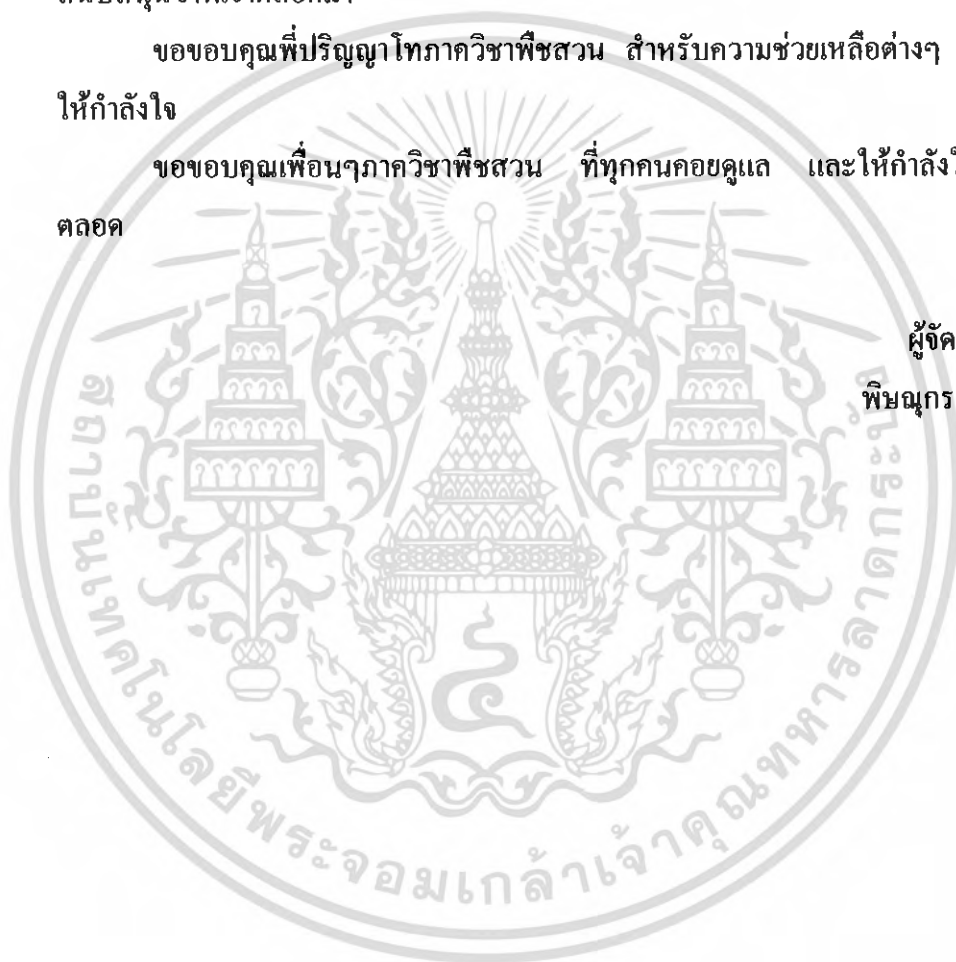 ขอขอบคุณพี่ปริญญาโทภาควิชาพืชสวน สำหรับความช่วยเหลือต่างๆ
ให้กำลังใจ
ขอขอบคุณเพื่อนๆภาควิชาพืชสวน ที่ทุกคนคอยดูแล และให้กำลังใ
ตลอด
ผู้จัด
พิษณุกร
สถาบันเทคโนโลยีพระจอมเกล้าเจ้าคุณทหารลาดกระบัง